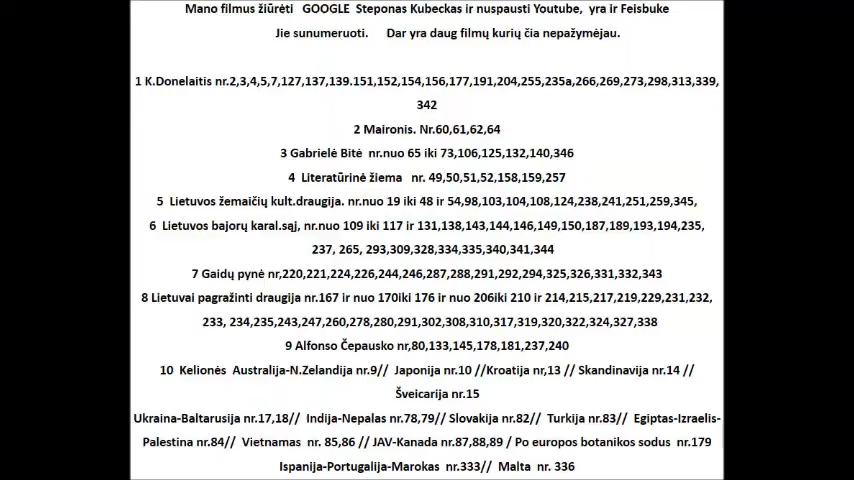 Mano filmus žiūrėti GOOGLE Steponas Kubeckas ir nuspausti Youtube, yra ir Feisbuke
Jie sunumeruoti. Dar yra daug filmų kurių čia nepažymėjau.
1 K.Donelaitis nr.2,3,4,5,7,127,137,139.151,152,154,156,177,191,204,255,235a,266,269,273,298,313,339,
342
2 Maironis. Nr.60,61,62,64
3 Gabrielė Bitė nr.nuo 65 iki 73,106,125,132,140,346
4 Literatūrinė žiema nr. 49,50,51,52,158,159,257
5 Lietuvos žemaičių kult.draugija. nr.nuo 19 iki 48 ir 54,98,103,104,108,124,238,241,251,259,345,
6 Lietuvos bajorų karal.sąj, nr.nuo 109 iki 117 ir 131,138,143,144,146,149,150,187,189,193,194,235,
237, 265, 293,309,328,334,335,340,341,344
7 Gaidų pynė nr,220,221,224,226,244,246,287,288,291,292,294,325,326,331,332,343
8 Lietuvai pagražinti draugija nr.167 ir nuo 170iki 176 ir nuo 206iki 210 ir 214,215,217,219,229,231,232,
233, 234,235,243,247,260,278,280,291,302,308,310,317,319,320,322,324,327,338
9 Alfonso Čepausko nr,80,133,145,178,181,237,240
10 Kelionės Australija-N.Zelandija nr.9// Japonija nr.10 //Kroatija nr,13 // Skandinavija nr.14 //
Šveicarija nr.15
Ukraina-Baltarusija nr.17,18// Indija-Nepalas nr.78,79// Slovakija nr.82// Turkija nr.83// Egiptas-Izraelis-
Palestina nr.84// Vietnamas nr. 85,86 // JAV-Kanada nr.87,88,89 / Po europos botanikos sodus nr.179
Ispanija-Portugalija-Marokas nr.333// Malta nr. 336